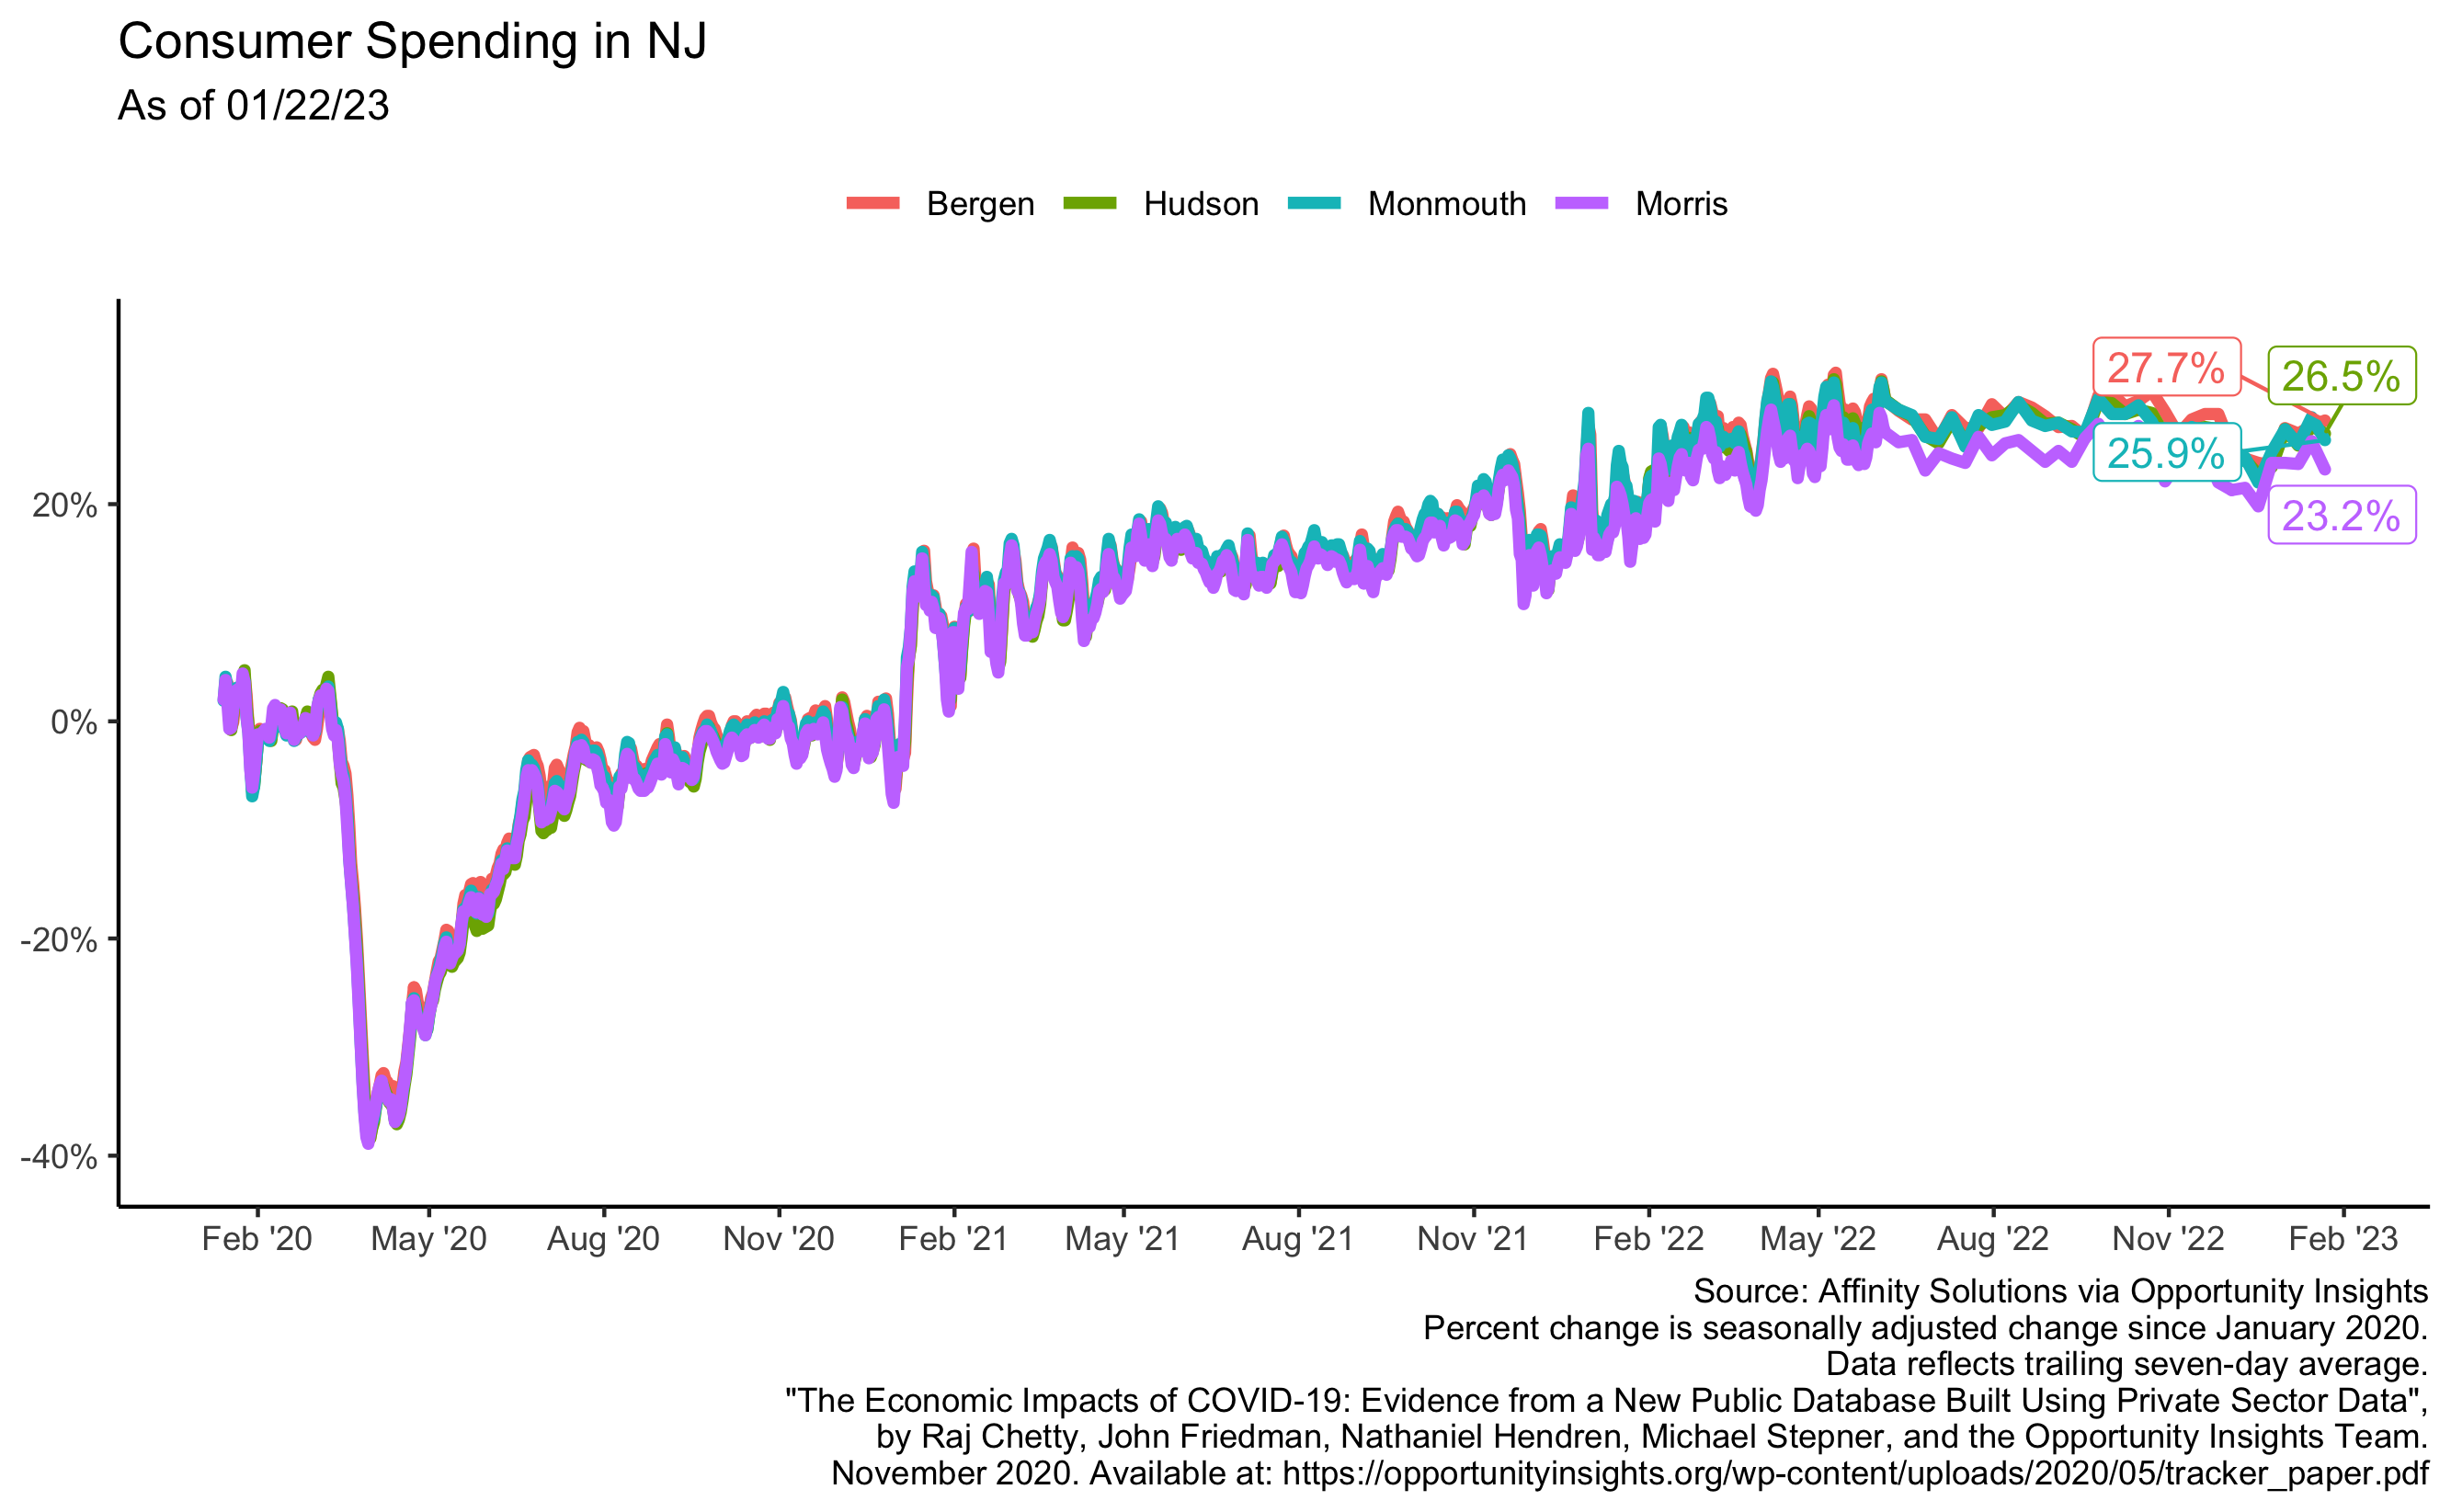 Consumer Spending in NJ
As of 01/22/23
Bergen Hudson Monmouth Morris
27.7%
26.5%
25.9%
23.2%
20%
0%
-20%
-40%
Feb '20 May '20 Aug '20 Nov '20 Feb '21 May '21 Aug '21 Nov '21 Feb '22 May '22 Aug '22 Nov '22 Feb '23
Source: Affinity Solutions via Opportunity Insights
Percent change is seasonally adjusted change since January 2020.
Data reflects trailing seven-day average.
"The Economic Impacts of COVID-19: Evidence from a New Public Database Built Using Private Sector Data",
by Raj Chetty, John Friedman, Nathaniel Hendren, Michael Stepner, and the Opportunity Insights Team.
November 2020. Available at: https://opportunityinsights.org/wp-content/uploads/2020/05/tracker_paper.pdf